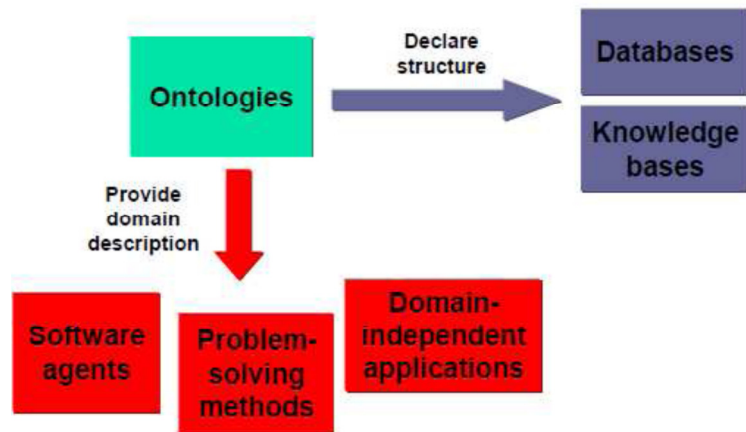 Ontologies
Declare
structure
Databases
Knowledge
bases
Provide
domain
description
Software
agents
Problem-
solving
methods
Domain-
independent
applications